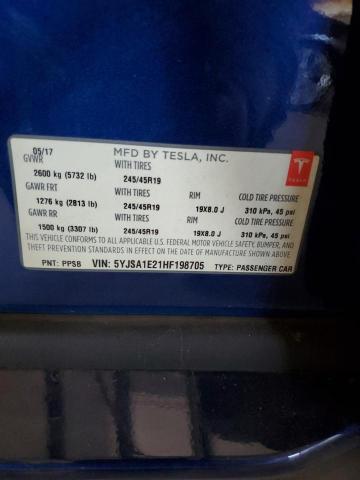 05/17 MFD BY TESLA, INC.
GVWR WITH TIRES
2600 kg (5732 lb) 245/45R19
GAWR FRT WITH TIRES RIM COLD TIRE PRESSURE
1276 kg (2813 lb) 245/45R19 19X8.0 J 310 kPa, 45 psi
GAWR RR WITH TIRES RIM COLD TIRE PRESSURE
1500 kg (3307 lb) 245/45R19 19X8.0 J 310 kPa, 45 psi
THIS VEHICLE CONFORMS TO ALL APPLICABLE U.S. FEDERAL MOTOR VEHICLE SAFETY, BUMPER, AND
THEFT PREVENTION STANDARDS IN EFFECT ON THE DATE OF MANUFACTURE SHOWN ABOVE.
PNT: PPSB VIN: 5YJSA1E21HF198705 TYPE: PASSENGER CAR